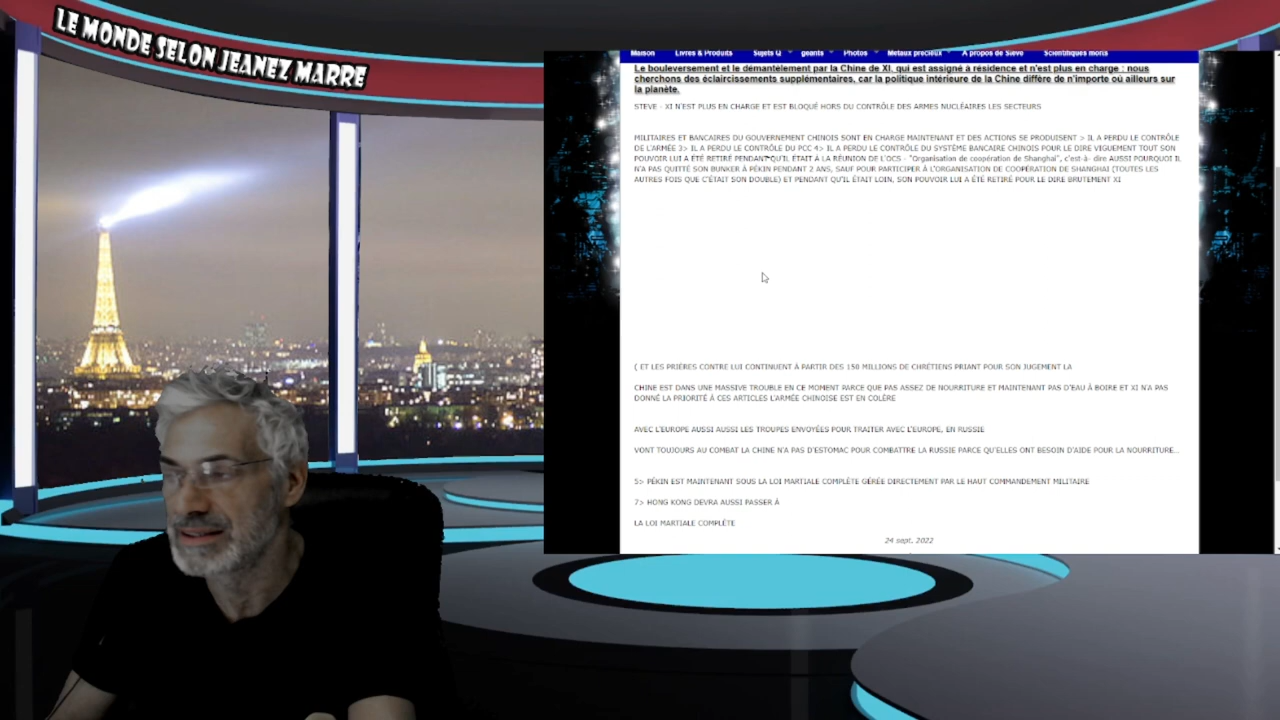 LE MONDE SELON JEANEZ MARRE
Maison Livres & Produits Sujets Q géants Photos Métaux précieux A propos de Steve Scientifiques morts
Le bouleversement et le démantèlement par la Chine de XI, qui est assigné à résidence et n'est plus en charge ; nous
cherchons des éclaircissements supplémentaires, car la politique intérieure de la Chine diffère de n'importe où ailleurs sur
la planète.
STEVE - XI N'EST PLUS EN CHARGE ET EST BLOQUÉ HORS DU CONTRÔLE DES ARMES NUCLÉAIRES LES SECTEURS
MILITAIRES ET BANCAIRES DU GOUVERNEMENT CHINOIS SONT EN CHARGE MAINTENANT ET DES ACTIONS SE PRODUISENT > IL A PERDU LE CONTRÔLE
DE L'ARMÉE 3> IL A PERDU LE CONTRÔLE DU PCC 4> IL A PERDU LE CONTRÔLE DU SYSTÈME BANCAIRE CHINOIS POUR LE DIRE VIGUEMENT TOUT SON
POUVOIR LUI A ÉTÉ RETIRÉ PENDANT QU'IL ÉTAIT À LA RÉUNION DE L'OCS - "Organisation de coopération de Shanghai", c'est-à- dire AUSSI POURQUOI IL
N'A PAS QUITTÉ SON BUNKER À PÉKIN PENDANT 2 ANS, SAUF POUR PARTICIPER À L'ORGANISATION DE COOPÉRATION DE SHANGHAI (TOUTES LES
AUTRES FOIS QUE C'ÉTAIT SON DOUBLE) ET PENDANT QU'IL ÉTAIT LOIN, SON POUVOIR LUI A ÉTÉ RETIRÉ POUR LE DIRE BRUTEMENT XI
( ET LES PRIÈRES CONTRE LUI CONTINUENT À PARTIR DES 150 MILLIONS DE CHRÉTIENS PRIANT POUR SON JUGEMENT LA
CHINE EST DANS UNE MASSIVE TROUBLE EN CE MOMENT PARCE QUE PAS ASSEZ DE NOURRITURE ET MAINTENANT PAS D'EAU À BOIRE ET XI N'A PAS
DONNÉ LA PRIORITÉ À CES ARTICLES L'ARMÉE CHINOISE EST EN COLÈRE
AVEC L'EUROPE AUSSI AUSSI LES TROUPES ENVOYÉES POUR TRAITER AVEC L'EUROPE, EN RUSSIE
VONT TOUJOURS AU COMBAT LA CHINE N'A PAS D'ESTOMAC POUR COMBATTRE LA RUSSIE PARCE QU'ELLES ONT BESOIN D'AIDE POUR LA NOURRITURE...
5> PÉKIN EST MAINTENANT SOUS LA LOI MARTIALE COMPLÈTE GÉRÉE DIRECTEMENT PAR LE HAUT COMMANDEMENT MILITAIRE
7> HONG KONG DEVRA AUSSI PASSER À
LA LOI MARTIALE COMPLÈTE
24 sept. 2022